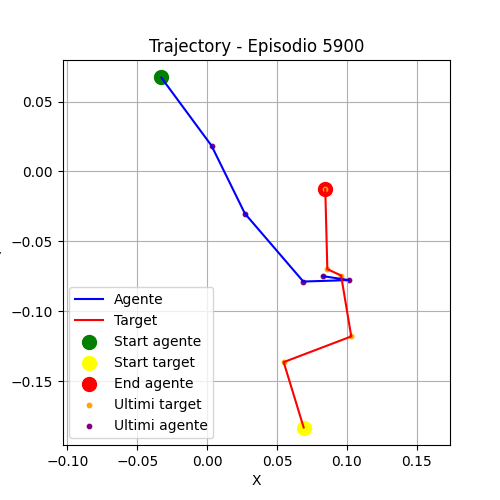 Trajectory - Episodio 5900
0.05
0.00
−0.05
−0.10
−0.15
Agente
Target
Start agente
Start target
End agente
Ultimi target
Ultimi agente
−0.10 −0.05 0.00 0.05 0.10 0.15
X